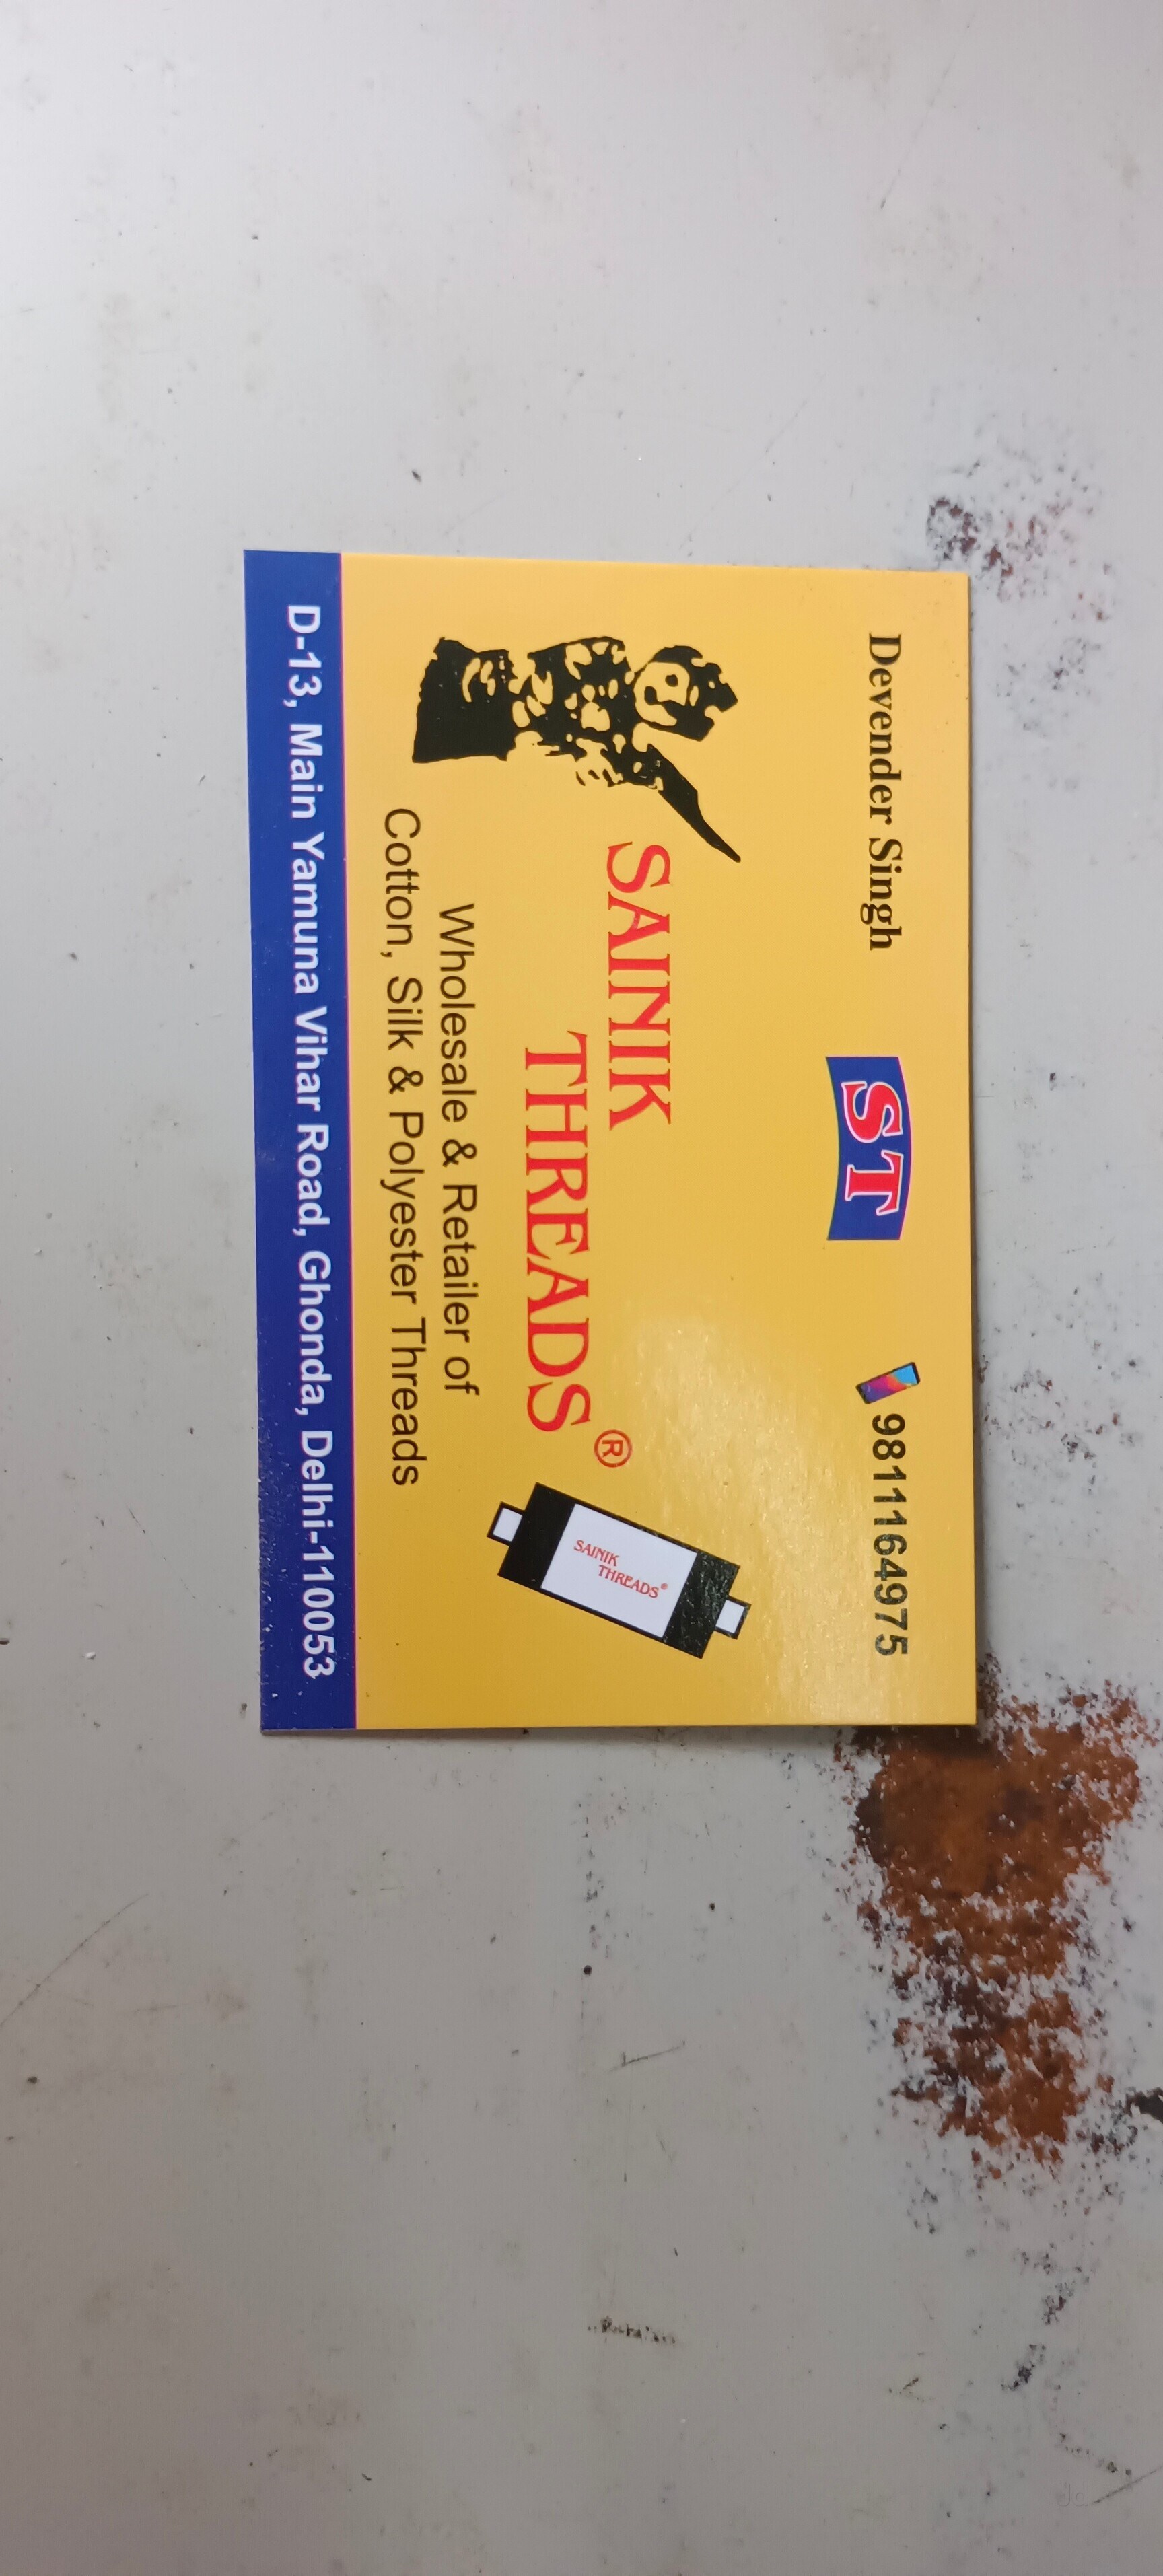 Devender Singh
ST
9811164975
SAINIK
THREADS®
Wholesale & Retailer of
Cotton, Silk & Polyester Threads
SAINIK
THREADS®
D-13, Main Yamuna Vihar Road, Ghonda, Delhi-110053
Jd